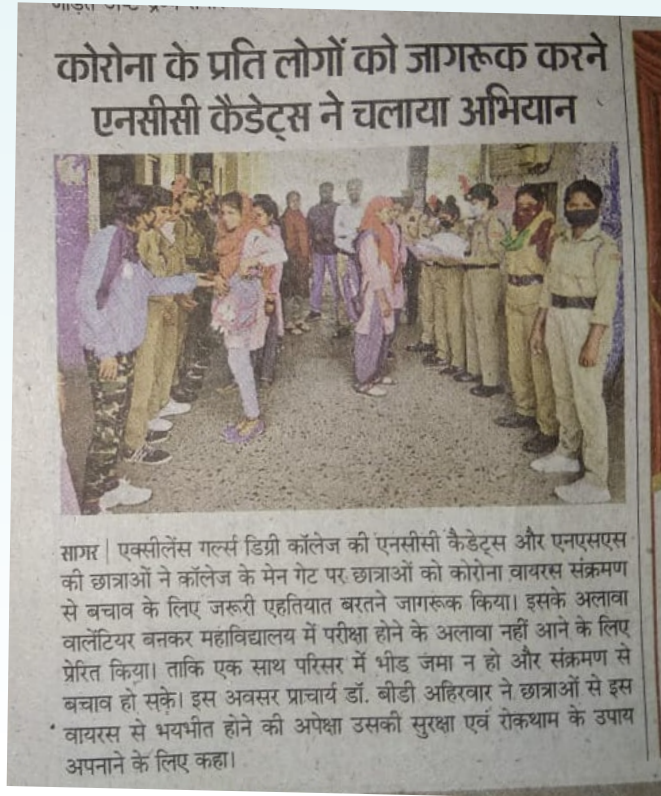 कोरोना के प्रति लोगों को जागरूक करने
एनसीसी कैडेट्स ने चलाया अभियान
सागर | एक्सीलेंस गर्ल्स डिग्री कॉलेज की एनसीसी कैडेट्स और एनएसएस
की छात्राओं ने कॉलेज के मेन गेट पर छात्राओं को कोरोना वायरस संक्रमण
से बचाव के लिए जरूरी एहतियात बरतने जागरूक किया। इसके अलावा
वालेंटियर बनकर महाविद्यालय में परीक्षा होने के अलावा नहीं आने के लिए
प्रेरित किया। ताकि एक साथ परिसर में भीड जमा न हो और संक्रमण से
बचाव हो सके। इस अवसर प्राचार्य डॉ. बीडी अहिरवार ने छात्राओं से इस
वायरस से भयभीत होने की अपेक्षा उसकी सुरक्षा एवं रोकथाम के उपाय
अपनाने के लिए कहा।